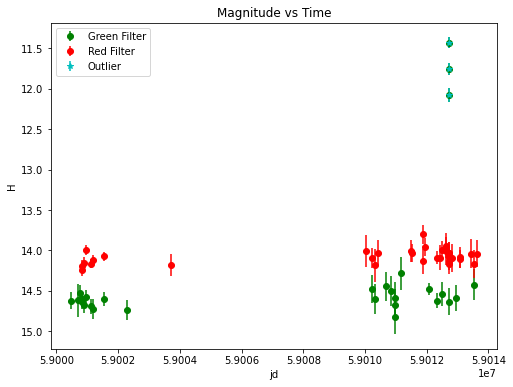 Magnitude vs Time
Green Filter
Red Filter
Outlier
11.5
12.0
12.5
13.0
13.5
14.0
14.5
15.0
H
5.9000 5.9002 5.9004 5.9006 5.9008 5.9010 5.9012 5.9014
1e7
jd